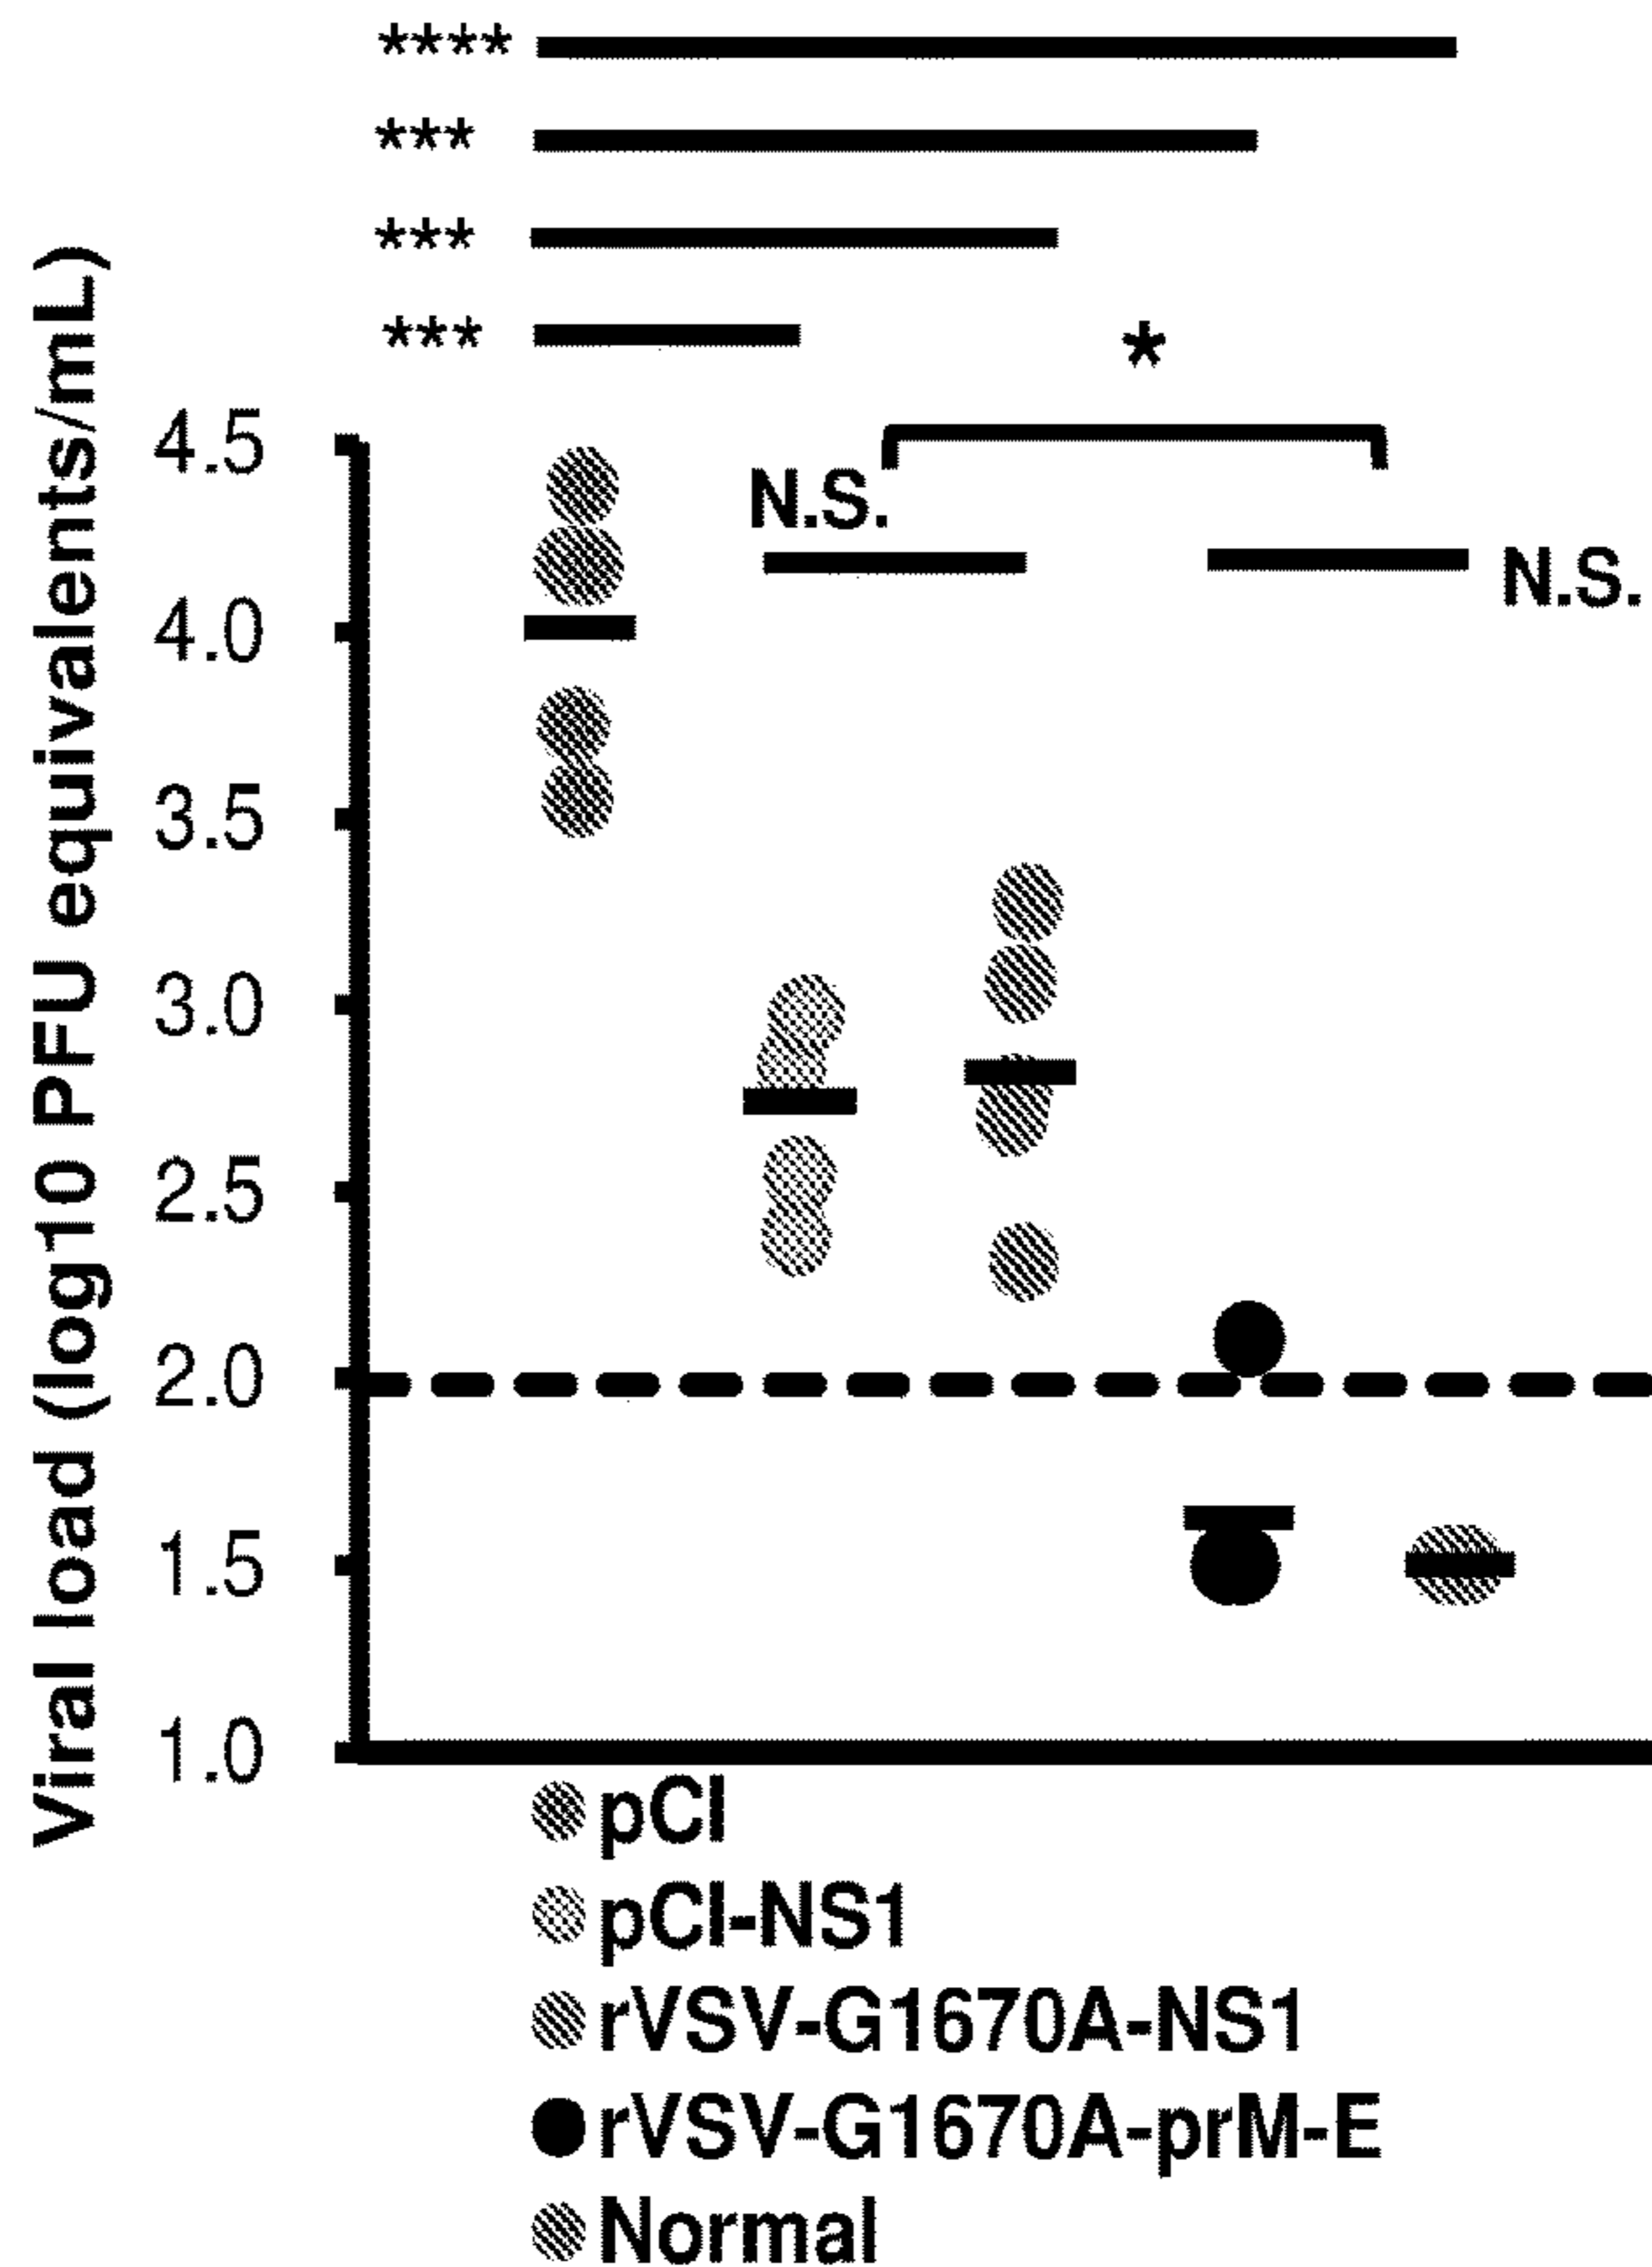 ****
***
***
***
*
N.S.
N.S.
Viral load (log10 PFU equivalents/mL)
4.5
4.0
3.5
3.0
2.5
2.0
1.5
1.0
pCI
pCI-NS1
rVSV-G1670A-NS1
rVSV-G1670A-prM-E
Normal